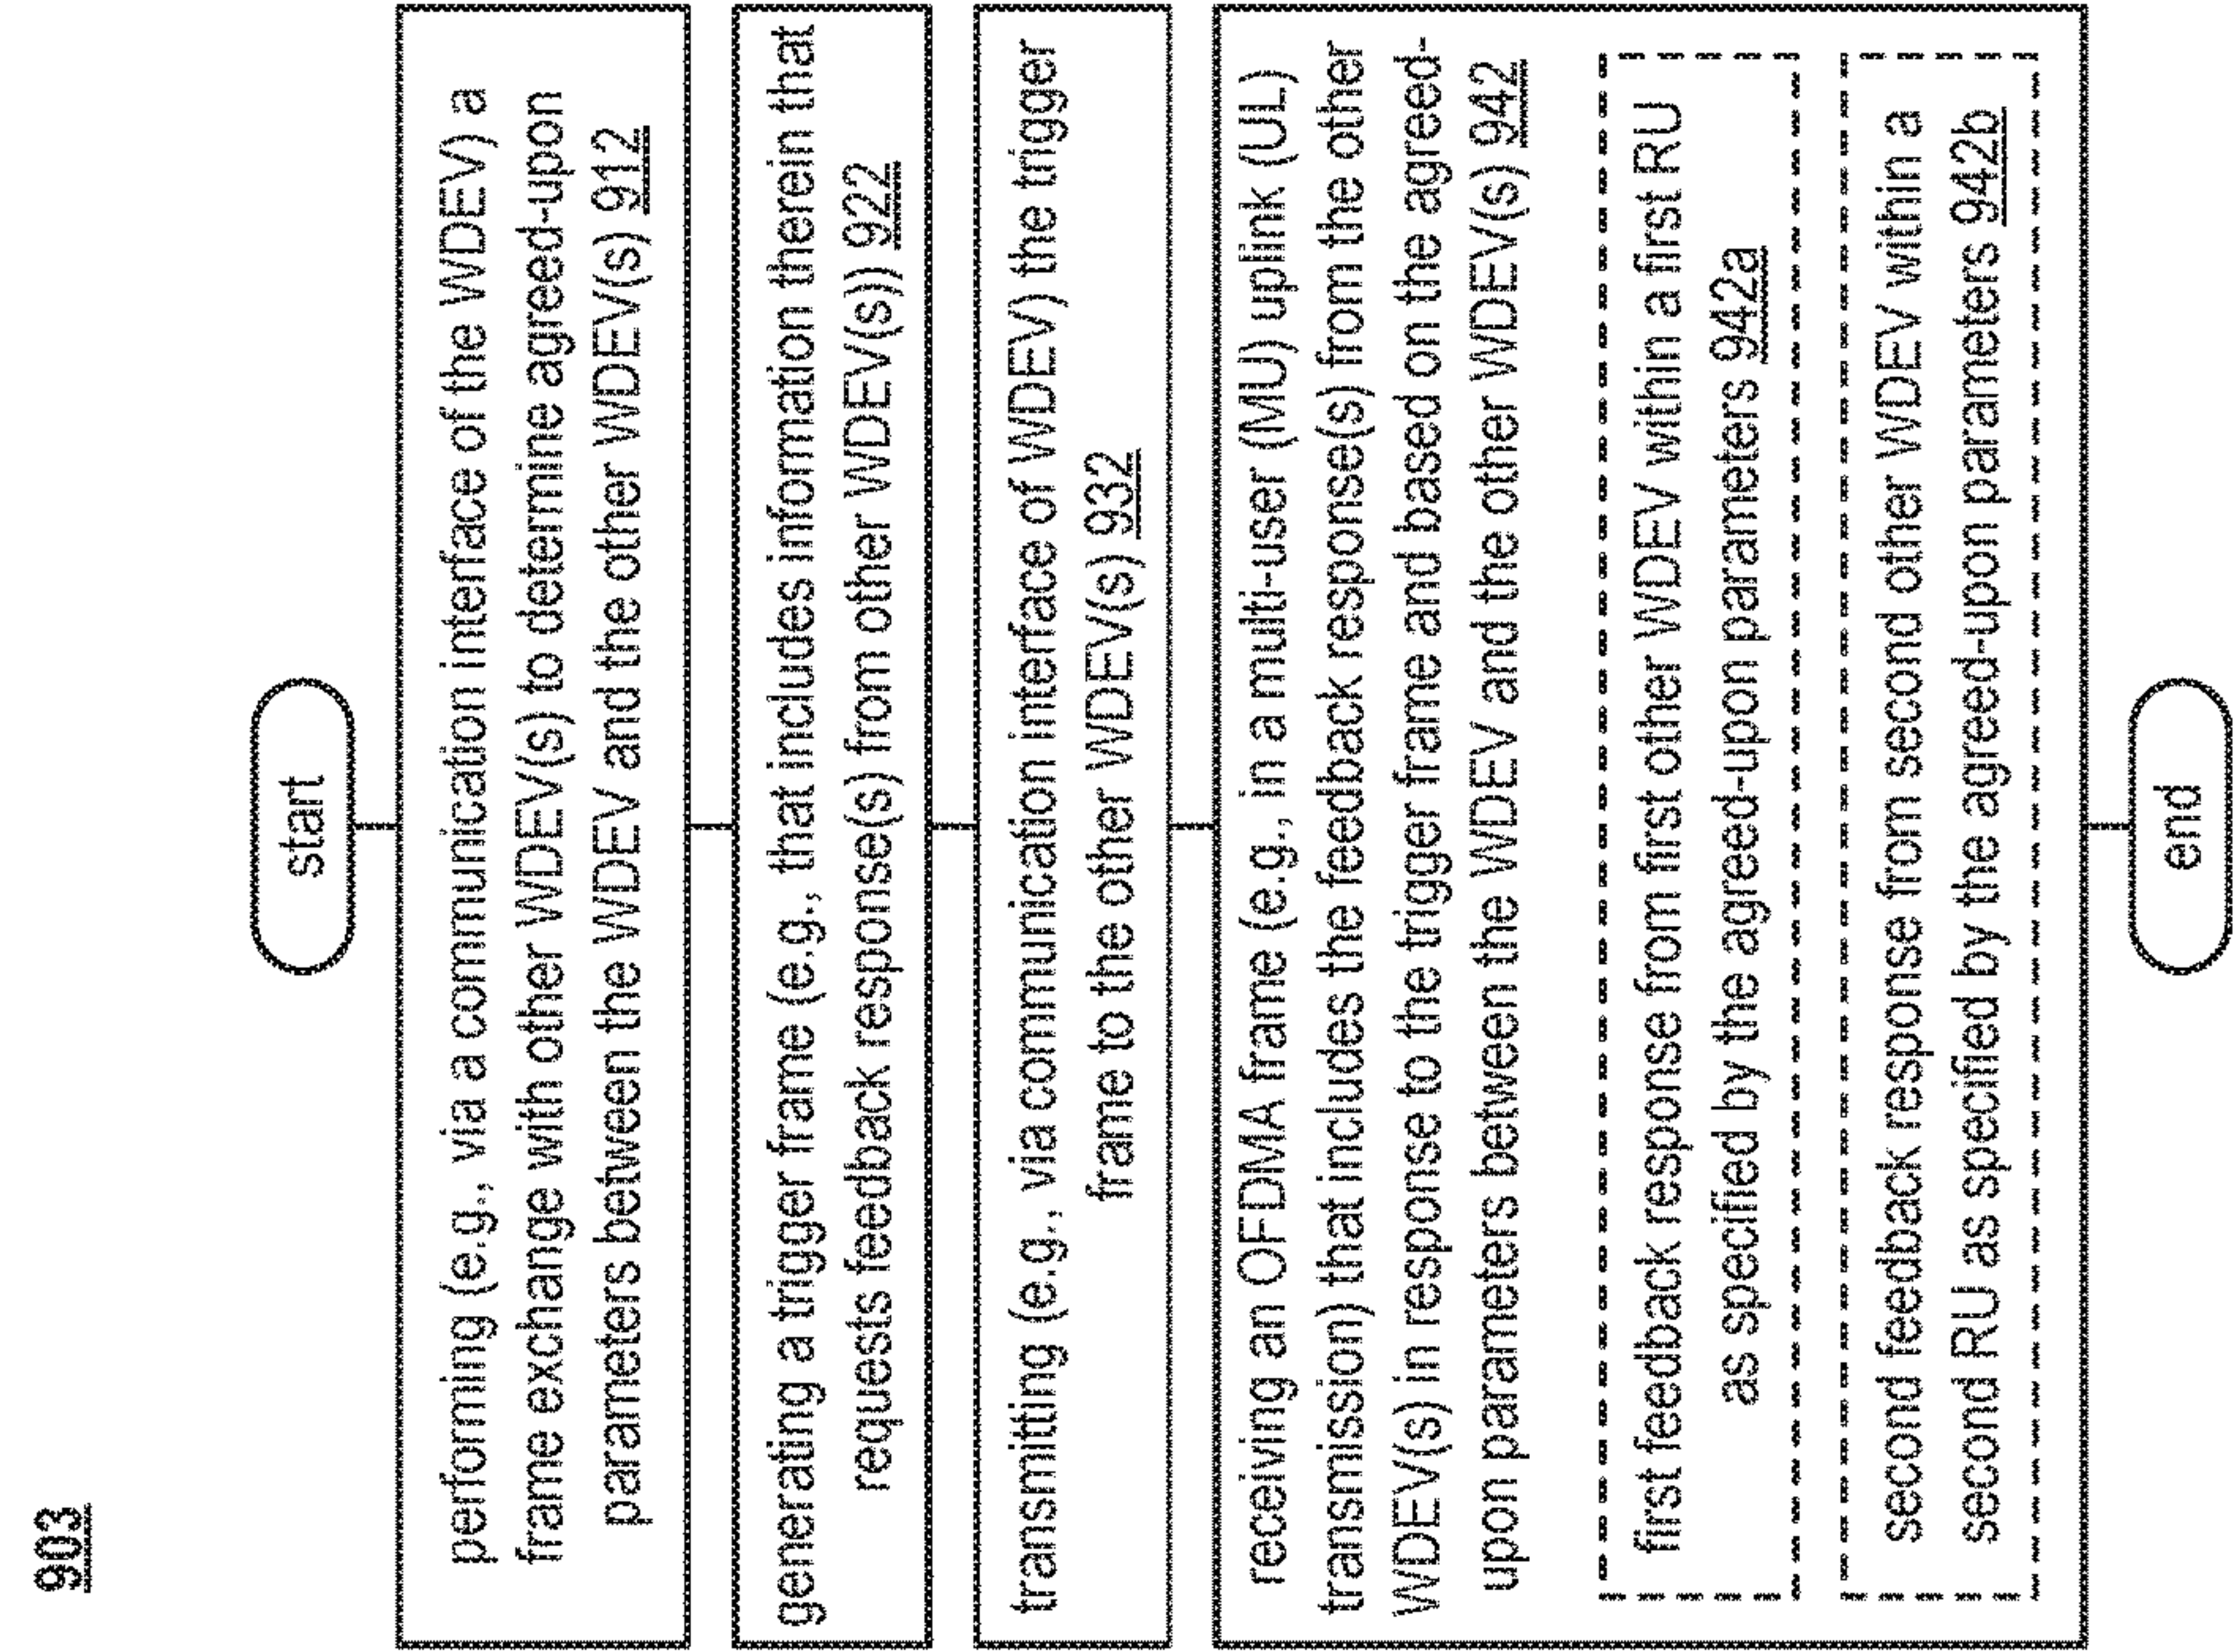 903
start
performing (e.g., via a communication interface of the WDEV) a
frame exchange with other WDEV(s) to determine agreed-upon
parameters between the WDEV and the other WDEV(s) 912
generating a trigger frame (e.g., that includes information therein that
requests feedback response(s) from other WDEV(s)) 922
transmitting (e.g., via communication interface of WDEV) the trigger
frame to the other WDEV(s) 932
receiving an OFDMA frame (e.g., in a multi-user (MU) uplink (UL)
transmission) that includes the feedback response(s) from the other
WDEV(s) in response to the trigger frame and based on the agreed-
upon parameters between the WDEV and the other WDEV(s) 942
first feedback response from first other WDEV within a first RU
as specified by the agreed-upon parameters 942a
second feedback response from second other WDEV within a
second RU as specified by the agreed-upon parameters 942b
end